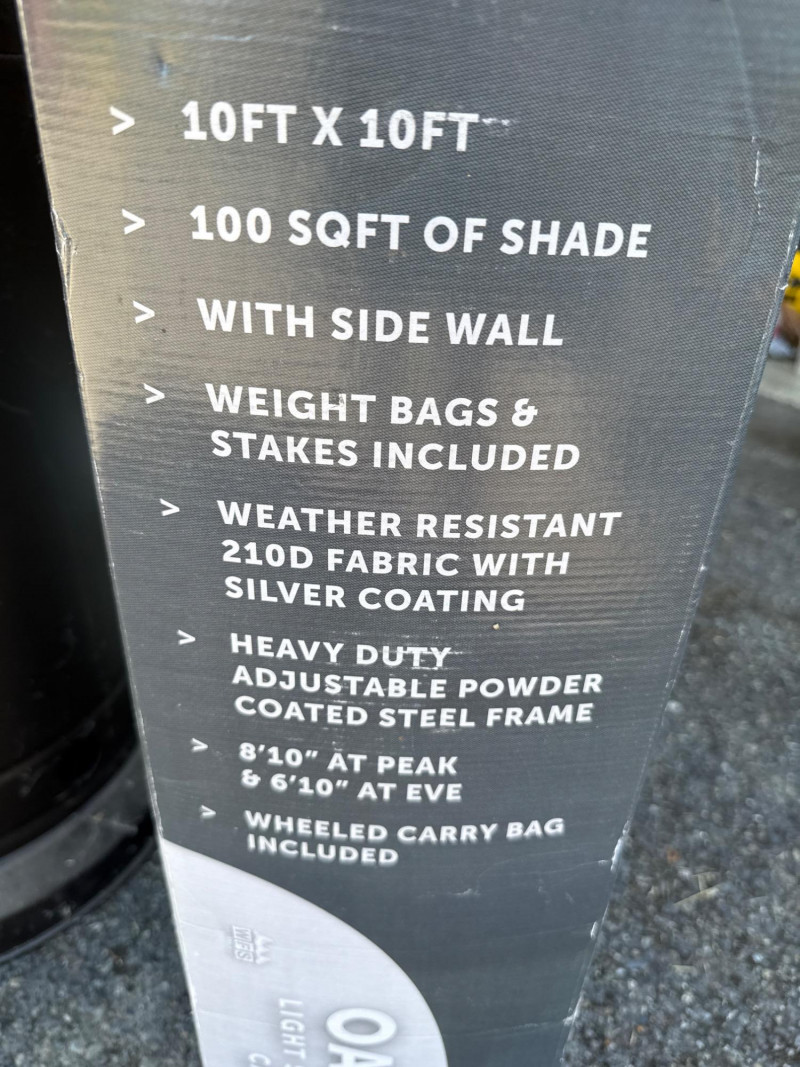 > 10FT X 10FT
> 100 SQFT OF SHADE
> WITH SIDE WALL
> WEIGHT BAGS &
STAKES INCLUDED
> WEATHER RESISTANT
210D FABRIC WITH
SILVER COATING
> HEAVY DUTY
ADJUSTABLE POWDER
COATED STEEL FRAME
> 8'10" AT PEAK
& 6'10" AT EVE
> WHEELED CARRY BAG
INCLUDED
OA
LIGHT